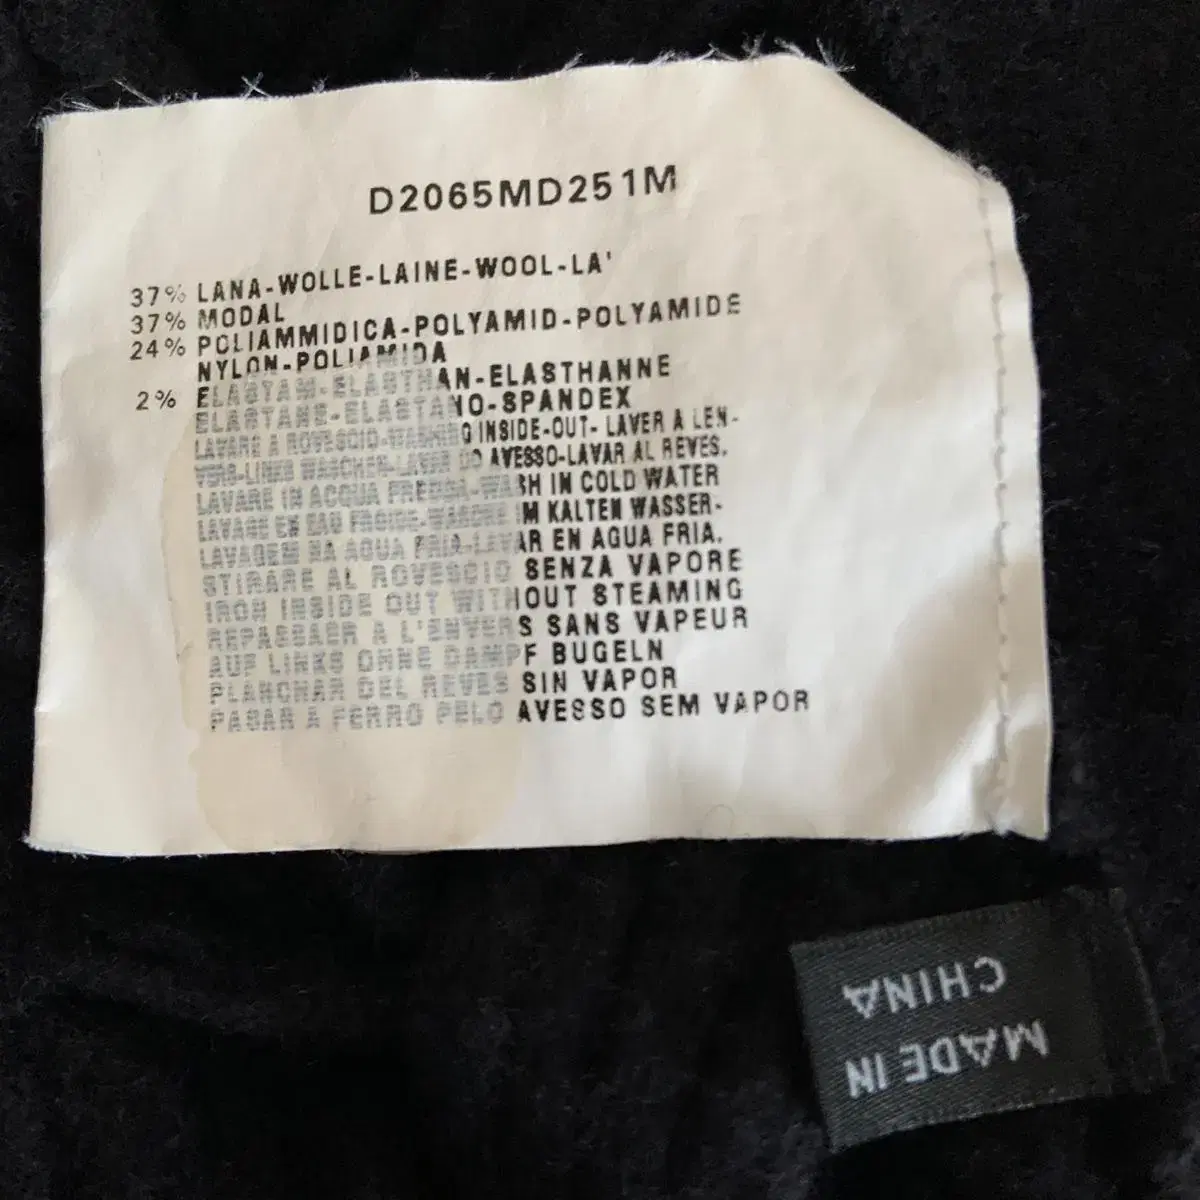 D2065MD251M
37% LANA-WOLLE-LAINE-WOOL-LA'
37% MODAL
24% POLIAMMIDICA-POLYAMID-POLYAMIDE
NYLON-POLIAMIDA
2% ELASTAN-ELASTHAN-ELASTHANNE
ELASTANE-ELASTANO-SPANDEX
LAVARE A ROVESCIO-WASHING INSIDE-OUT- LAVER A LEN-
VERS-LINKS WASCHEN-LAVAR DO AVESSO-LAVAR AL REVES.
LAVARE IN ACQUA FREDDA-WASH IN COLD WATER
LAVAGE EN EAU FROIDE-WASCHE IM KALTEN WASSER-
LAVAGEM NA AGUA FRIA-LAVAR EN AGUA FRIA.
STIRARE AL ROVESCIO SENZA VAPORE
IRON INSIDE OUT WITHOUT STEAMING
REPASSAGR A L'ENVERS SANS VAPEUR
AUF LINKS OHNE DAMPF BUGELN
PLANCHAR DEL REVES SIN VAPOR
PASAR A FERRO PELO AVESSO SEM VAPOR
MADE IN
CHINA